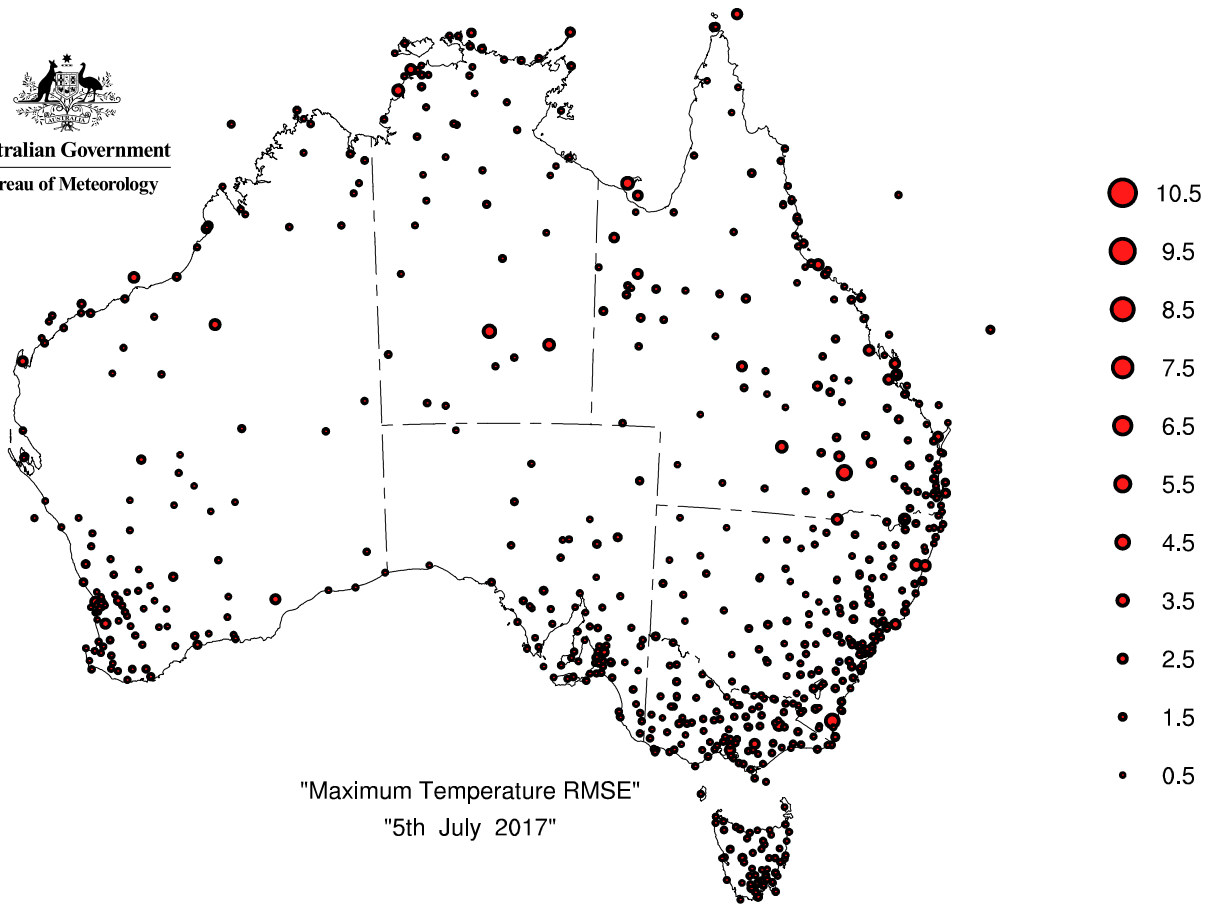 AUSTRALIA
tralian Government
reau of Meteorology
10.5
9.5
8.5
7.5
6.5
5.5
4.5
3.5
2.5
1.5
0.5
"Maximum Temperature RMSE"
"5th July 2017"